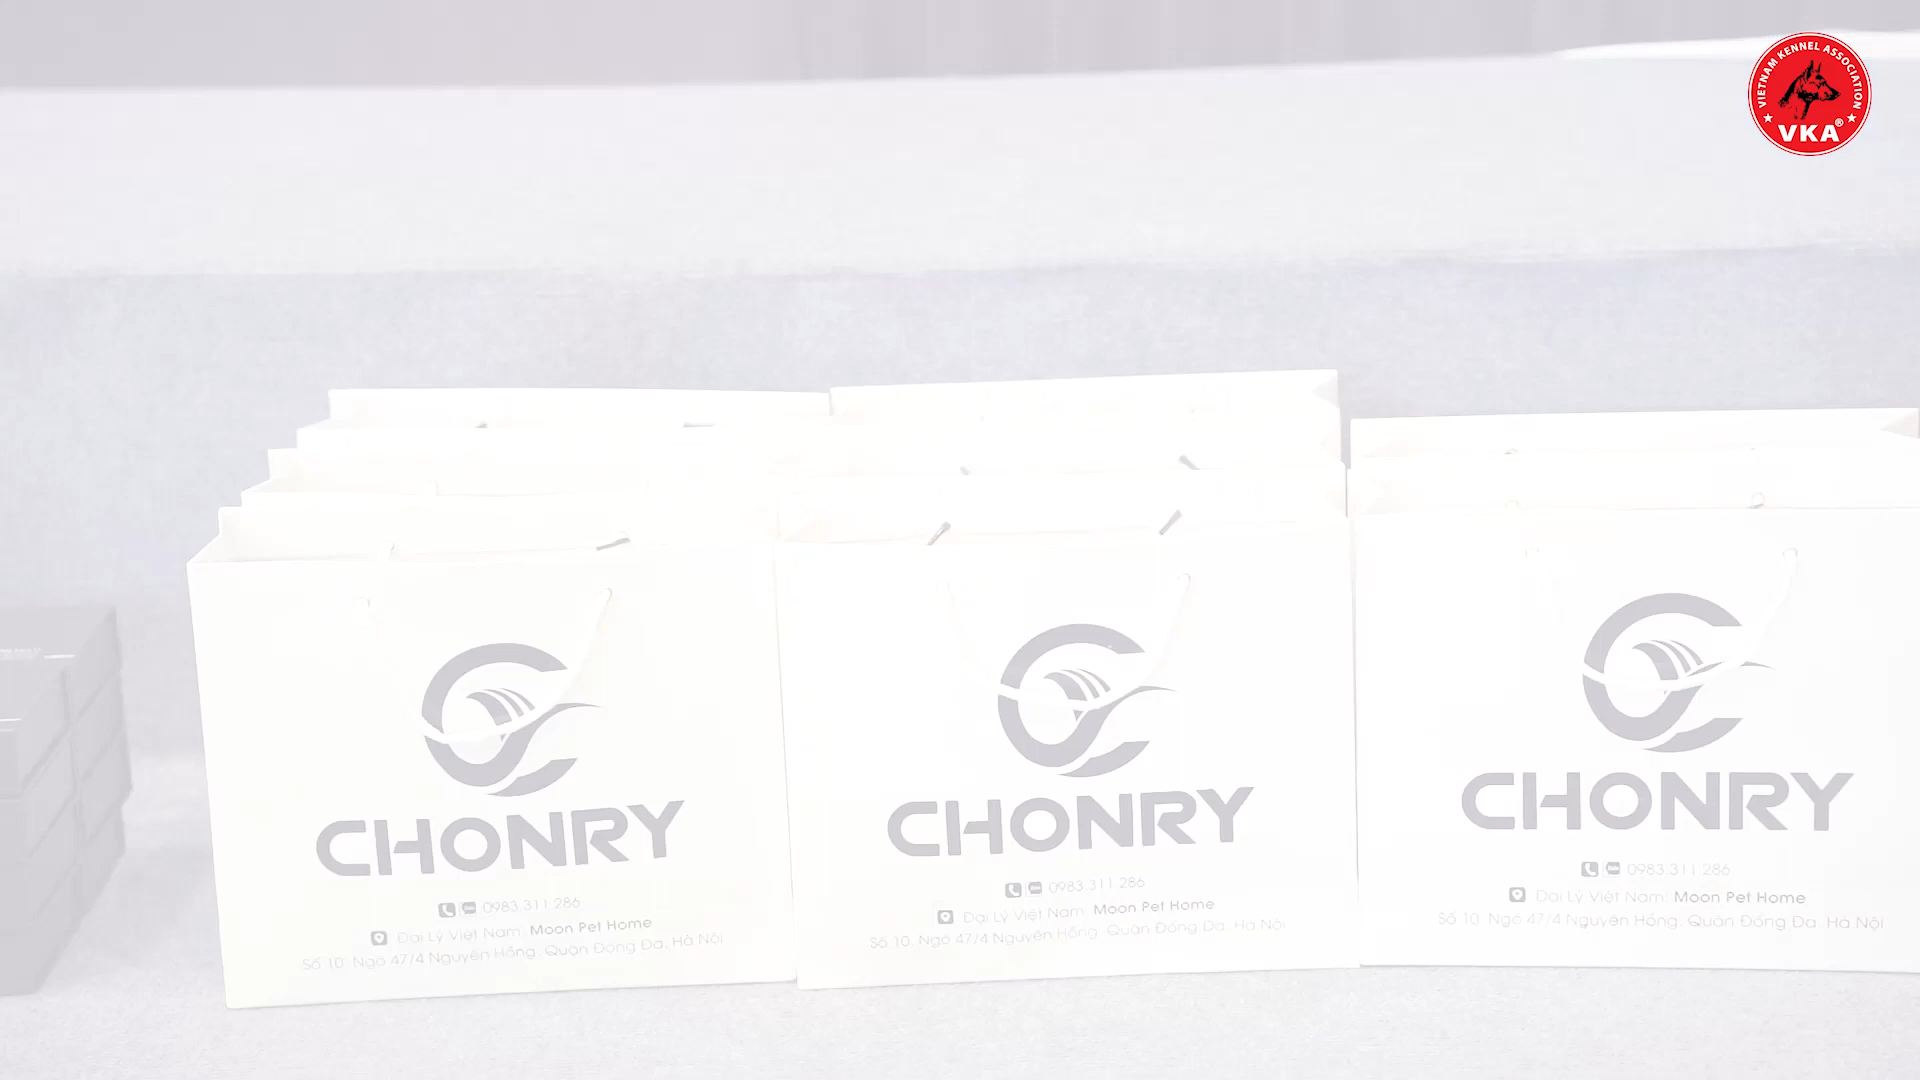 VIETNAM KENNEL ASSOCIATION
VKA®
CHONRY
0983.311.286
Đại Lý Việt Nam: Moon Pet Home
Số 10, Ngõ 47/4 Nguyên Hồng, Quận Đống Đa, Hà Nội
CHONRY
0983.311.286
Đại Lý Việt Nam: Moon Pet Home
Số 10, Ngõ 47/4 Nguyên Hồng, Quận Đống Đa, Hà Nội
CHONRY
0983.311.286
Đại Lý Việt Nam: Moon Pet Home
Số 10, Ngõ 47/4 Nguyên Hồng, Quận Đống Đa, Hà Nội